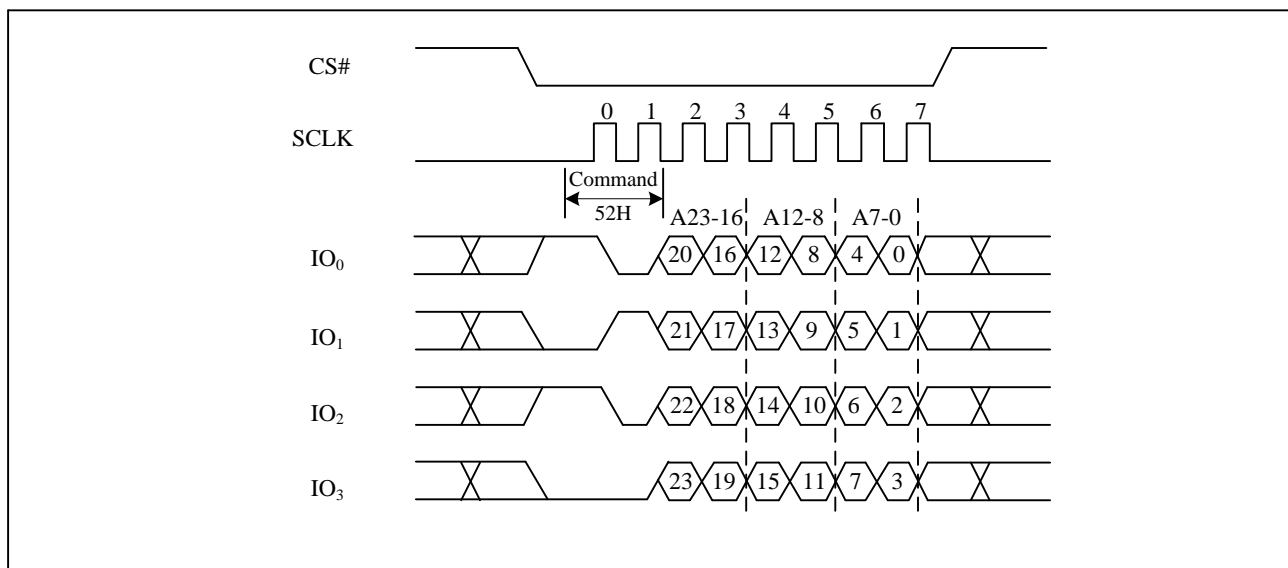 CS#
0 1 2 3 4 5 6 7
SCLK
Command
52H
A23-16 A12-8 A7-0
IO₀ 20 16 12 8 4 0
IO₁ 21 17 13 9 5 1
IO₂ 22 18 14 10 6 2
IO₃ 23 19 15 11 7 3